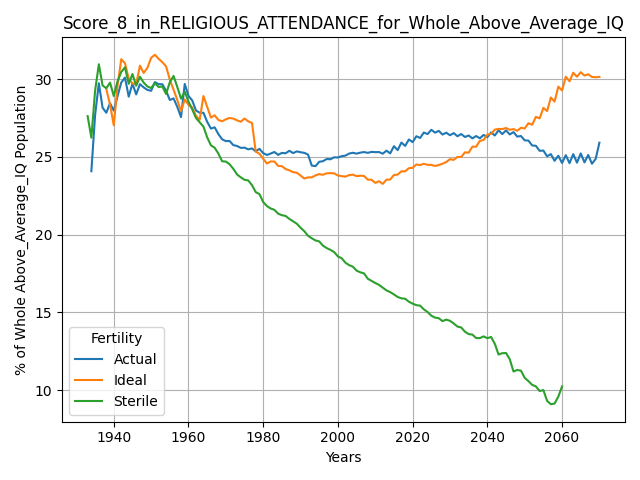 Score_8_in_RELIGIOUS_ATTENDANCE_for_Whole_Above_Average_IQ
% of Whole Above_Average_IQ Population
30
25
20
15
10
Fertility
Actual
Ideal
Sterile
1940 1960 1980 2000 2020 2040 2060
Years